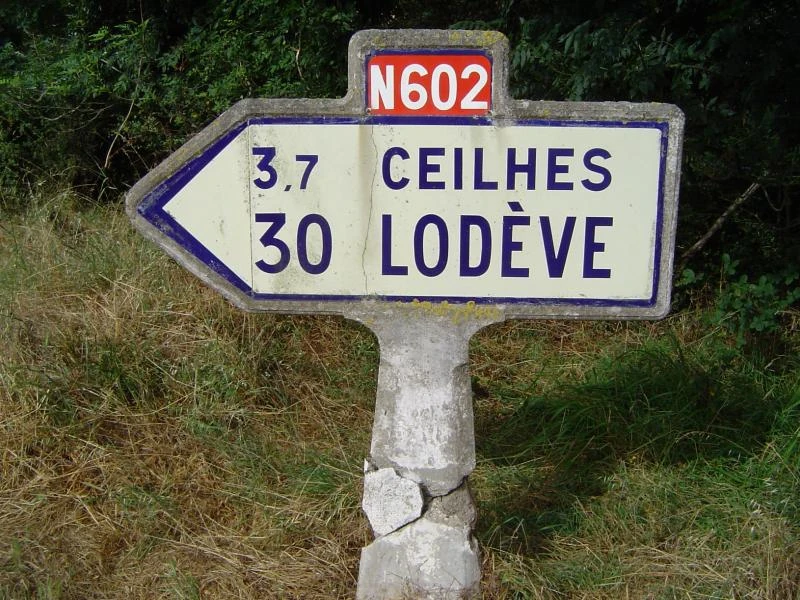 N602
3,7 CEILHES
30 LODÈVE